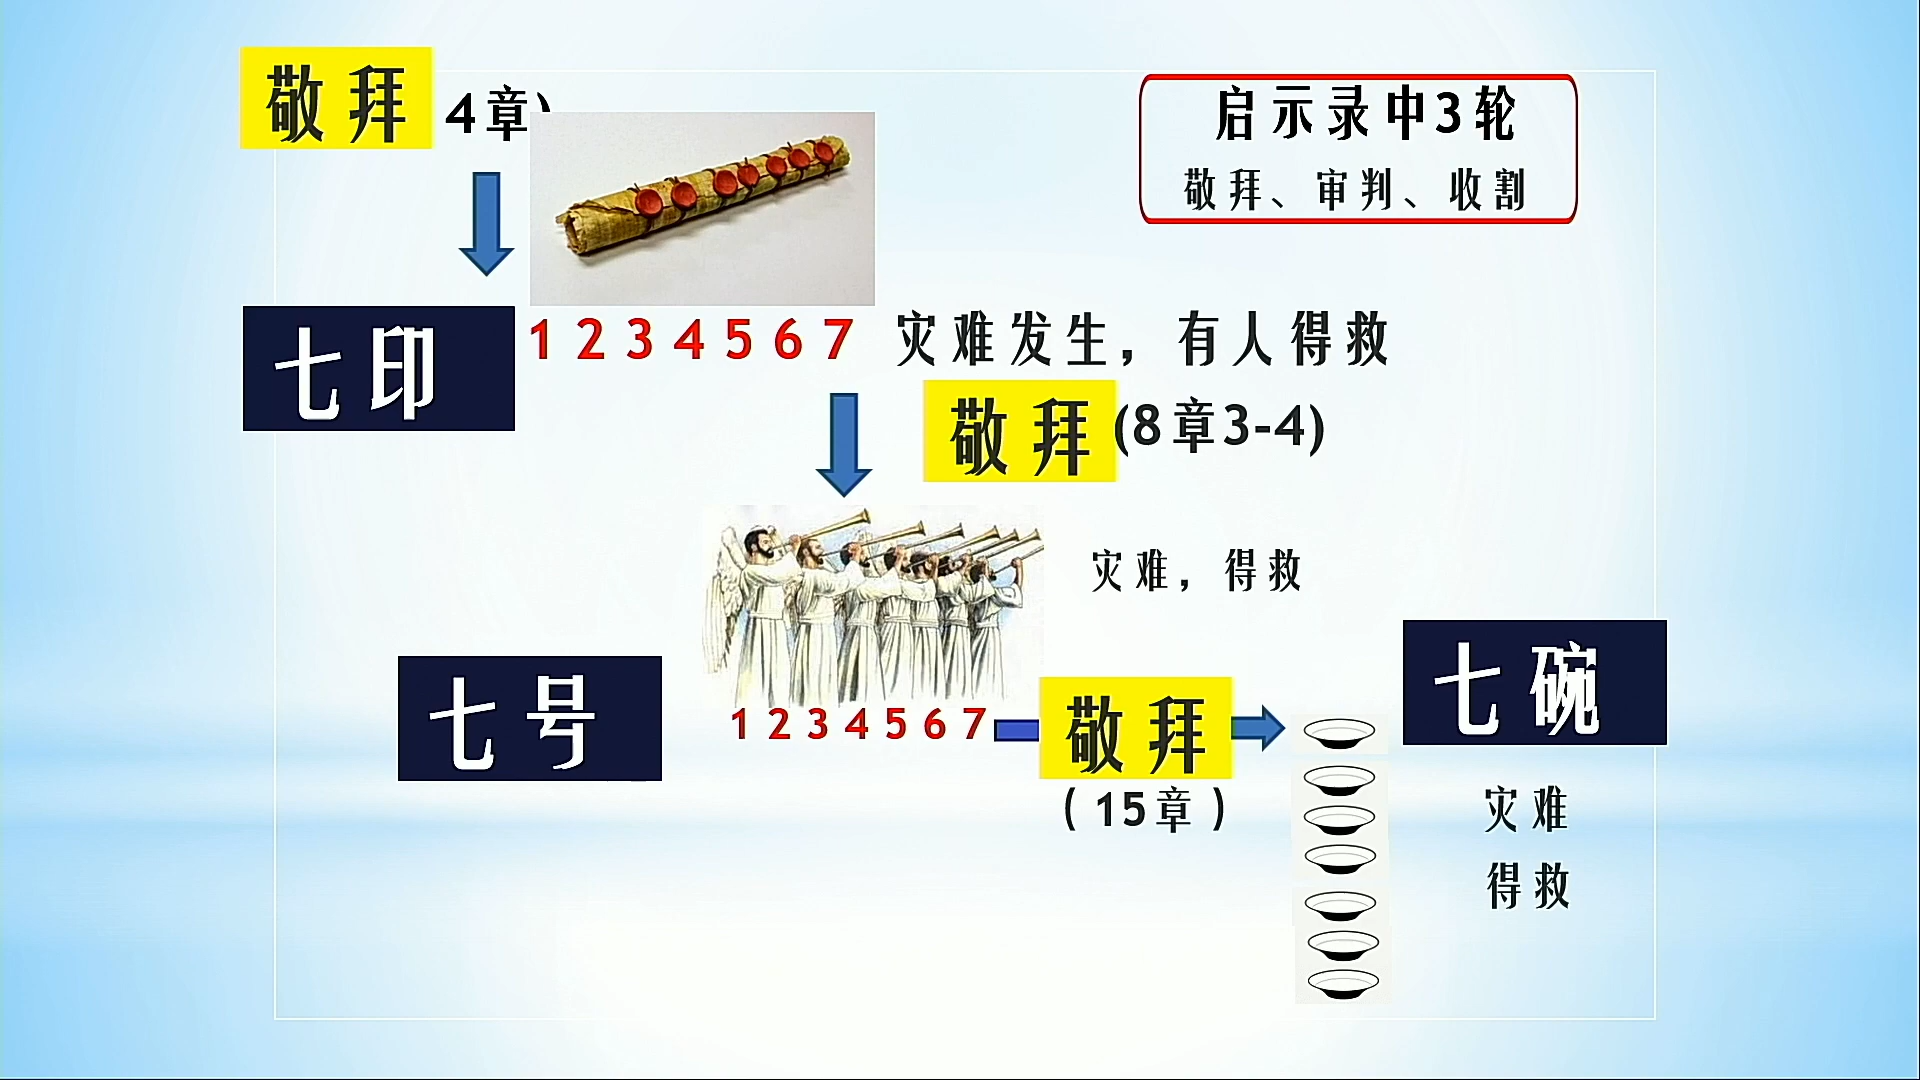 敬拜 4章
启示录中3轮
敬拜、审判、收割
七印
1 2 3 4 5 6 7 灾难发生，有人得救
敬拜(8章3-4)
灾难，得救
七号
1 2 3 4 5 6 7
敬拜
（15章）
七碗
灾难
得救